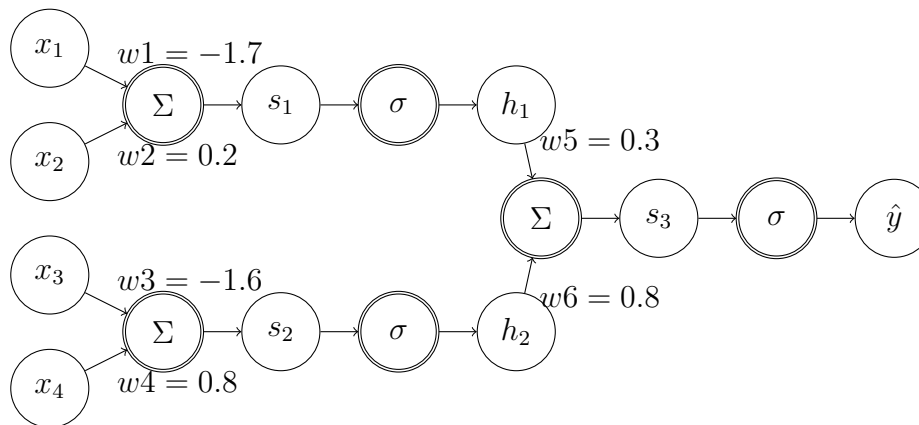 x₁
w1 = −1.7
Σ
s₁
σ
h₁
x₂
w2 = 0.2
w5 = 0.3
Σ
s₃
σ
ŷ
x₃
w3 = −1.6
w6 = 0.8
Σ
s₂
σ
h₂
x₄
w4 = 0.8